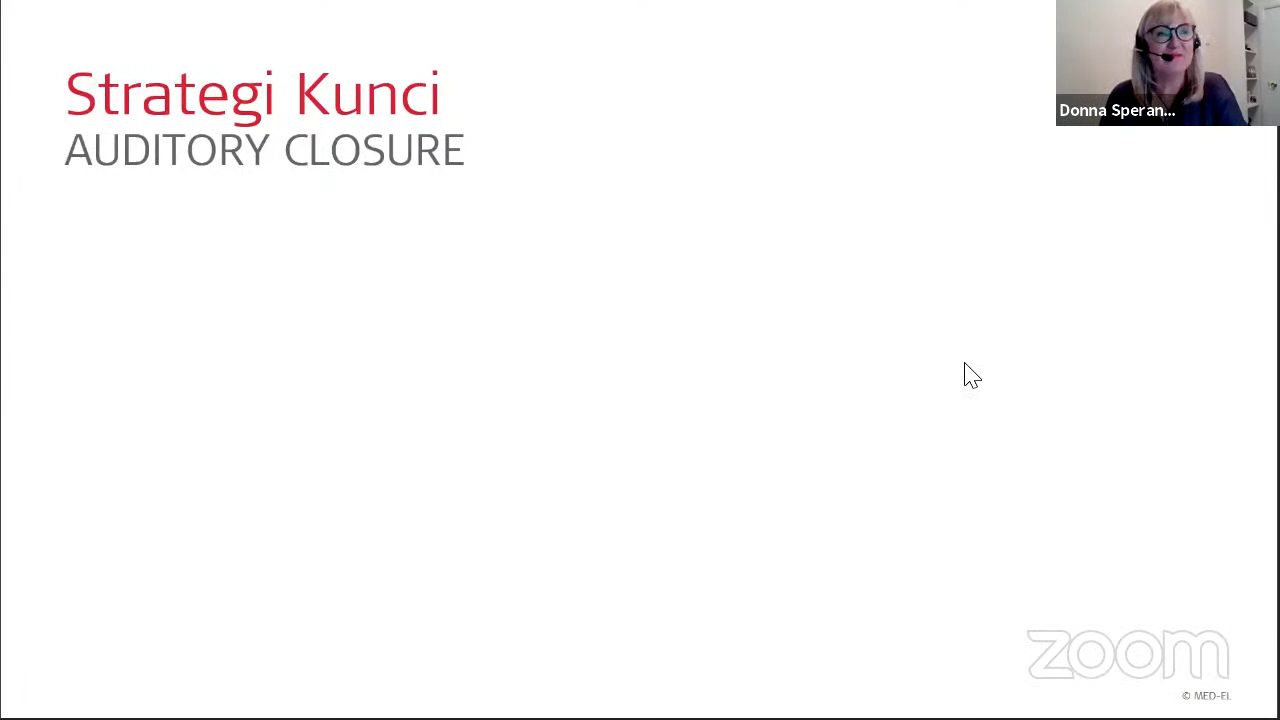 Strategi Kunci
AUDITORY CLOSURE
Donna Speran...
zoom
© MED-EL